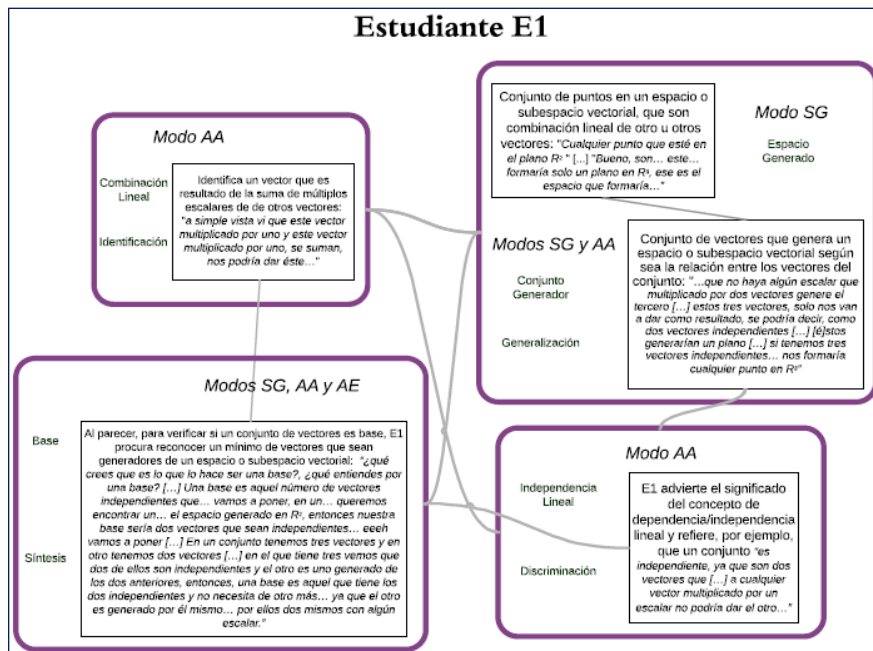 Estudiante E1
Modo AA
Combinación
Lineal
Identificación
Identifica un vector que es
resultado de la suma de múltiplos
escalares de de otros vectores:
"a simple vista vi que este vector
multiplicado por uno y este vector
multiplicado por uno, se suman,
nos podría dar éste..."
Conjunto de puntos en un espacio o
subespacio vectorial, que son
combinación lineal de otro u otros
vectores: "Cualquier punto que esté en
el plano R² " [...] "Bueno, son... este...
formaría solo un plano en R³, ese es el
espacio que formaría..."
Modo SG
Espacio
Generado
Modos SG y AA
Conjunto
Generador
Generalización
Conjunto de vectores que genera un
espacio o subespacio vectorial según
sea la relación entre los vectores del
conjunto: "...que no haya algún escalar que
multiplicado por dos vectores genere el
tercero [...] estos tres vectores, solo nos van
a dar como resultado, se podría decir, como
dos vectores independientes [...] [é]stos
generarían un plano [...] si tenemos tres
vectores independientes... nos formaría
cualquier punto en R³"
Modos SG, AA y AE
Base
Síntesis
Al parecer, para verificar si un conjunto de vectores es base, E1
procura reconocer un mínimo de vectores que sean
generadores de un espacio o subespacio vectorial: "¿qué
crees que es lo que lo hace ser una base?, ¿qué entiendes por
una base? [...] Una base es aquel número de vectores
independientes que... vamos a poner, en un... queremos
encontrar un... el espacio generado en R², entonces nuestra
base sería dos vectores que sean independientes... eeeh
vamos a poner [...] En un conjunto tenemos tres vectores y en
otro tenemos dos vectores [...] en el que tiene tres vemos que
dos de ellos son independientes y el otro es uno generado de
los dos anteriores, entonces, una base es aquel que tiene los
dos independientes y no necesita de otro más... ya que el otro
es generado por él mismo... por ellos dos mismos con algún
escalar."
Modo AA
Independencia
Lineal
Discriminación
E1 advierte el significado
del concepto de
dependencia/independencia
lineal y refiere, por ejemplo,
que un conjunto "es
independiente, ya que son dos
vectores que [...] a cualquier
vector multiplicado por un
escalar no podría dar el otro..."